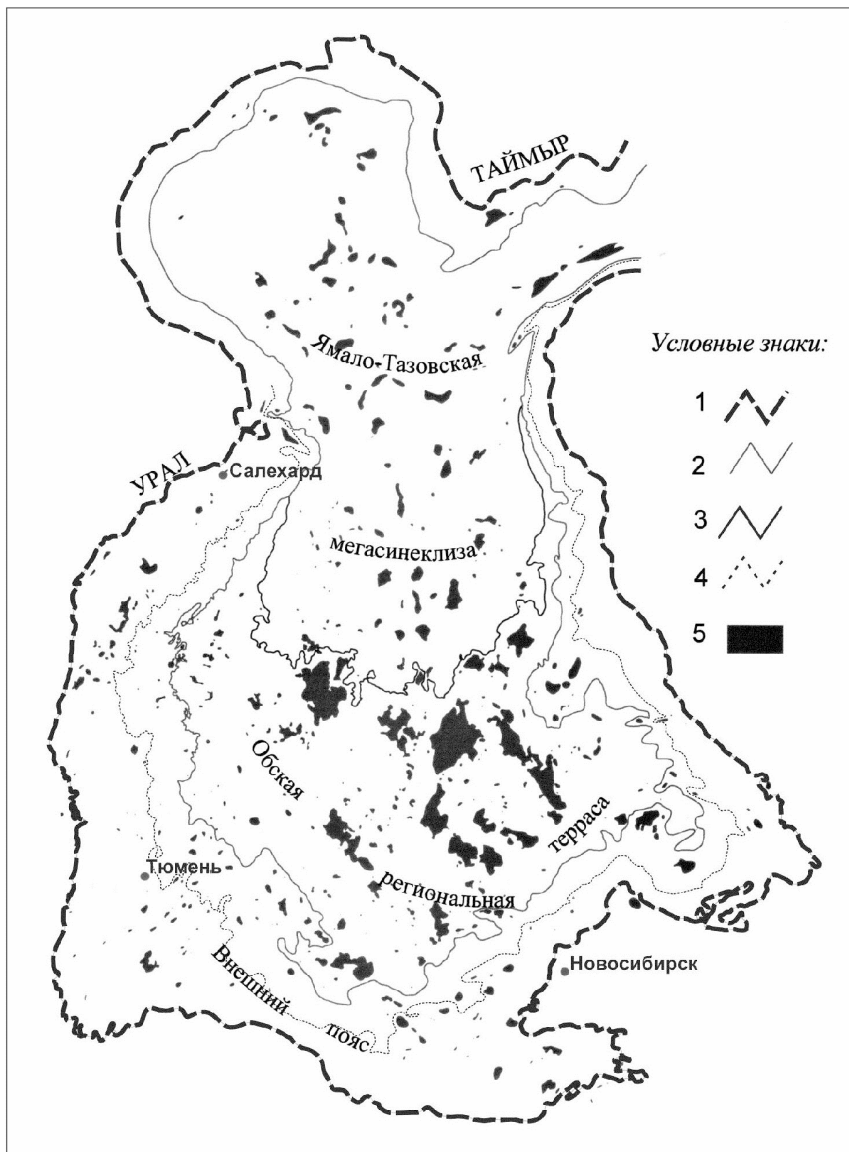 ТАЙМЫР
Ямало-Тазовская
Условные знаки:
1
2
3
4
5
УРАЛ
Салехард
мегасинеклиза
Обская
терраса
Тюмень
региональная
Внешний
пояс
Новосибирск